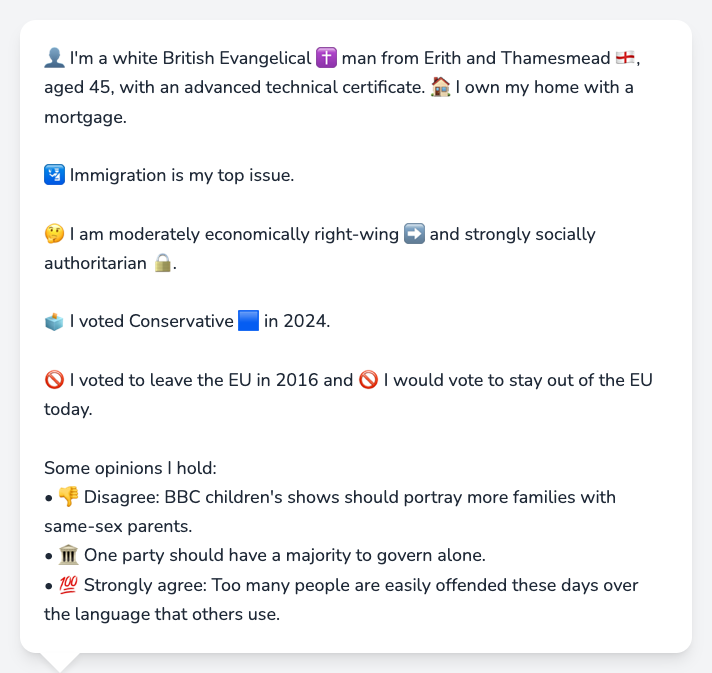 👤 I'm a white British Evangelical ✝️ man from Erith and Thamesmead 🏴󠁧󠁢󠁥󠁮󠁧󠁿,
aged 45, with an advanced technical certificate. 🏠 I own my home with a
mortgage.
🛂 Immigration is my top issue.
🤔 I am moderately economically right-wing ➡️ and strongly socially
authoritarian 🔒.
🗳️ I voted Conservative 🟦 in 2024.
🚫 I voted to leave the EU in 2016 and 🚫 I would vote to stay out of the EU
today.
Some opinions I hold:
• 👎 Disagree: BBC children's shows should portray more families with
same-sex parents.
• 🏛️ One party should have a majority to govern alone.
• 💯 Strongly agree: Too many people are easily offended these days over
the language that others use.